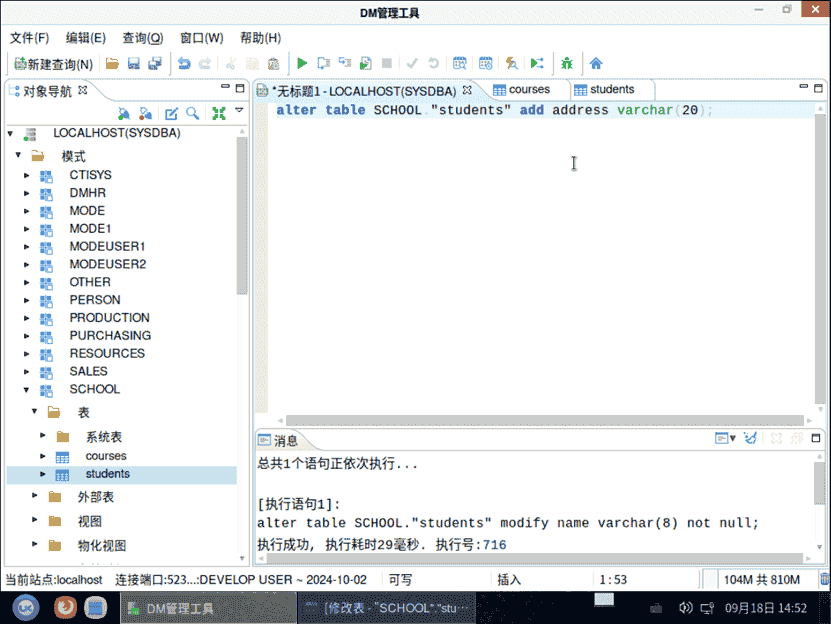 DM管理工具
文件(F) 编辑(E) 查询(Q) 窗口(W) 帮助(H)
新建查询(N)
对象导航
*无标题1 - LOCALHOST(SYSDBA) courses students
alter table SCHOOL."students" add address varchar(20);
LOCALHOST(SYSDBA)
模式
CTISYS
DMHR
MODE
MODE1
MODEUSER1
MODEUSER2
OTHER
PERSON
PRODUCTION
PURCHASING
RESOURCES
SALES
SCHOOL
表
系统表
courses
students
外部表
视图
物化视图
消息
总共1个语句正依次执行...
[执行语句1]:
alter table SCHOOL."students" modify name varchar(8) not null;
执行成功, 执行耗时29毫秒. 执行号:716
当前站点:localhost 连接端口:523...:DEVELOP USER ~ 2024-10-02 可写 插入 1 : 53 104M 共 810M
DM管理工具 [修改表 - "SCHOOL"."stu… 09月18日 14:52